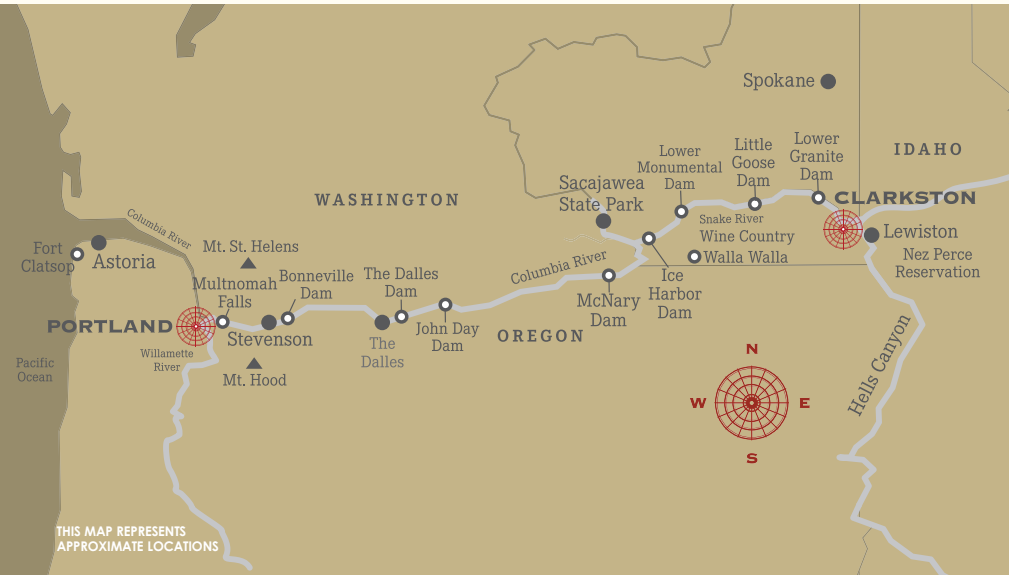 Spokane
IDAHO
Lower
Granite
Dam
Little
Goose
Dam
Lower
Monumental
Dam
Sacajawea
State Park
WASHINGTON
CLARKSTON
Snake River
Wine Country
Walla Walla
Lewiston
Nez Perce
Reservation
Columbia River
Fort
Clatsop
Astoria
Mt. St. Helens
Multnomah
Falls
Bonneville
Dam
The Dalles
Dam
Columbia River
Ice
Harbor
Dam
McNary
Dam
PORTLAND
Stevenson
John Day
Dam
OREGON
The
Dalles
Willamette
River
Pacific
Ocean
Mt. Hood
Hells Canyon
N
W
E
S
THIS MAP REPRESENTS
APPROXIMATE LOCATIONS